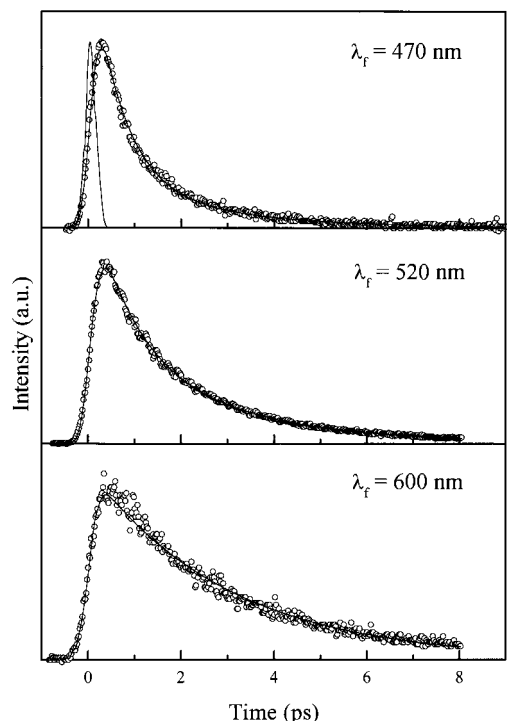 λf = 470 nm
λf = 520 nm
λf = 600 nm
Intensity (a.u.)
0 2 4 6 8
Time (ps)